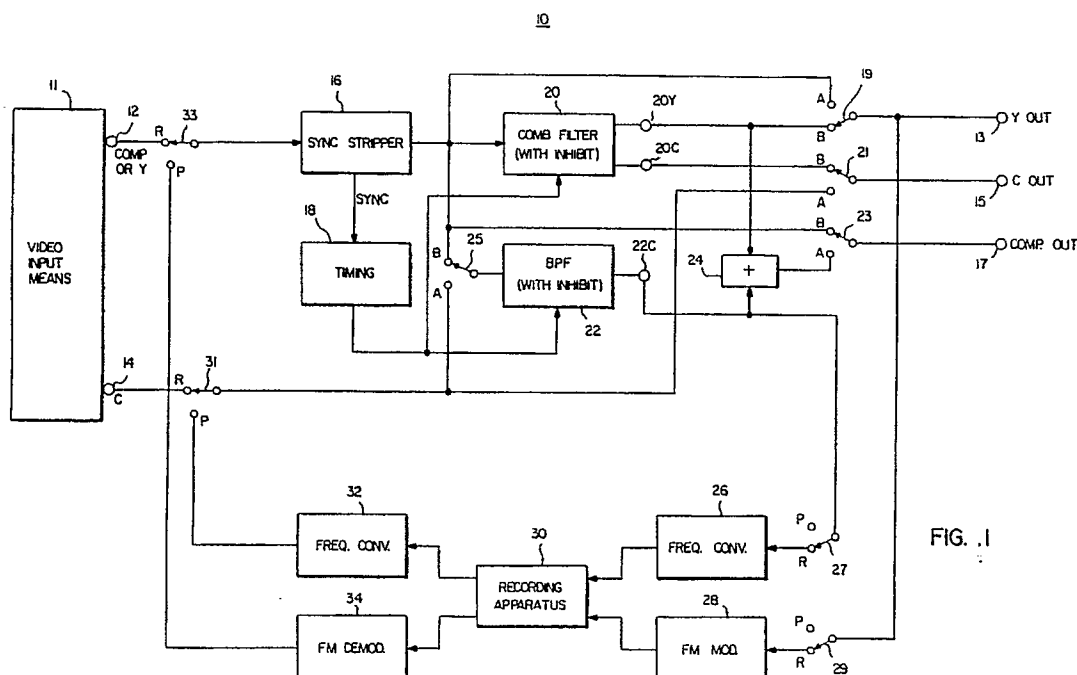 10
11
VIDEO
INPUT
MEANS
12
COMP
OR Y
R
33
P
16
SYNC STRIPPER
SYNC
18
TIMING
20
COMB FILTER
(WITH INHIBIT)
20Y
20C
B
25
A
BPF
(WITH INHIBIT)
22
22C
24
+
A
19
B
Y OUT
13
B
21
A
C OUT
15
B
23
A
COMP. OUT
17
14
C
R
31
P
32
FREQ. CONV.
34
FM DEMOD.
30
RECORDING
APPARATUS
26
FREQ. CONV.
28
FM MOD.
P
R
27
P
R
29
FIG. .1